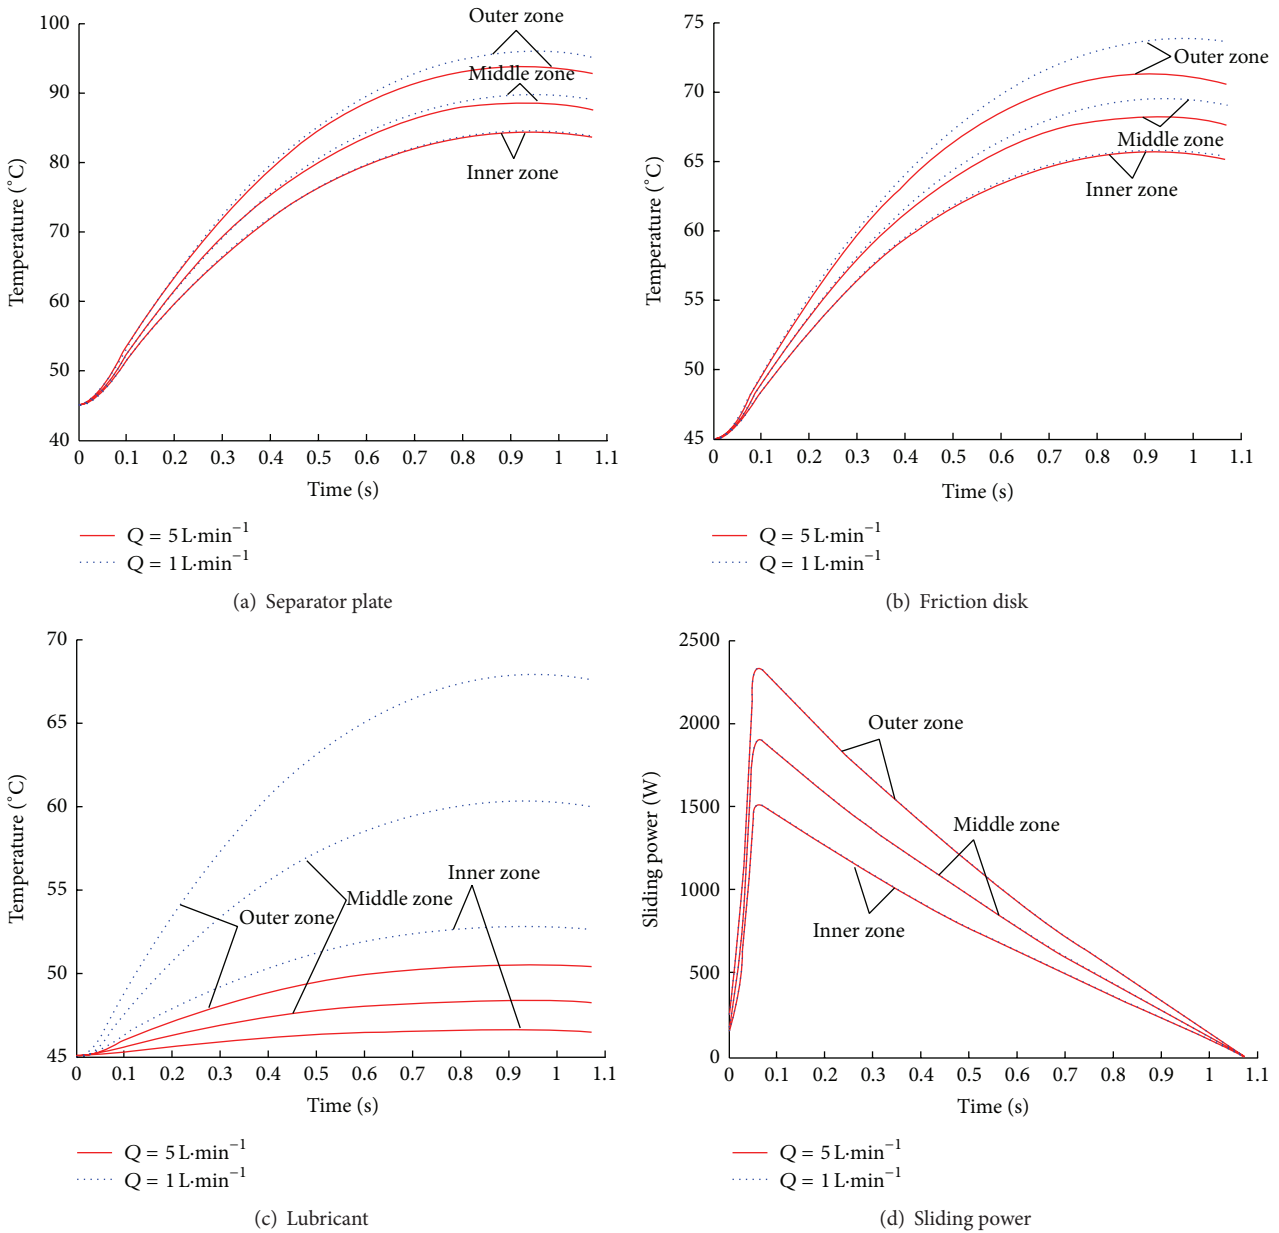 100
90
80
70
60
50
40
Temperature (°C)
Outer zone
Middle zone
Inner zone
0 0.1 0.2 0.3 0.4 0.5 0.6 0.7 0.8 0.9 1 1.1
Time (s)
Q = 5 L·min−1
Q = 1 L·min−1
(a) Separator plate
75
70
65
60
55
50
45
Temperature (°C)
Outer zone
Middle zone
Inner zone
0 0.1 0.2 0.3 0.4 0.5 0.6 0.7 0.8 0.9 1 1.1
Time (s)
Q = 5 L·min−1
Q = 1 L·min−1
(b) Friction disk
70
65
60
55
50
45
Temperature (°C)
Inner zone
Middle zone
Outer zone
0 0.1 0.2 0.3 0.4 0.5 0.6 0.7 0.8 0.9 1 1.1
Time (s)
Q = 5 L·min−1
Q = 1 L·min−1
(c) Lubricant
2500
2000
1500
1000
500
0
Sliding power (W)
Outer zone
Middle zone
Inner zone
0 0.1 0.2 0.3 0.4 0.5 0.6 0.7 0.8 0.9 1 1.1
Time (s)
Q = 5 L·min−1
Q = 1 L·min−1
(d) Sliding power